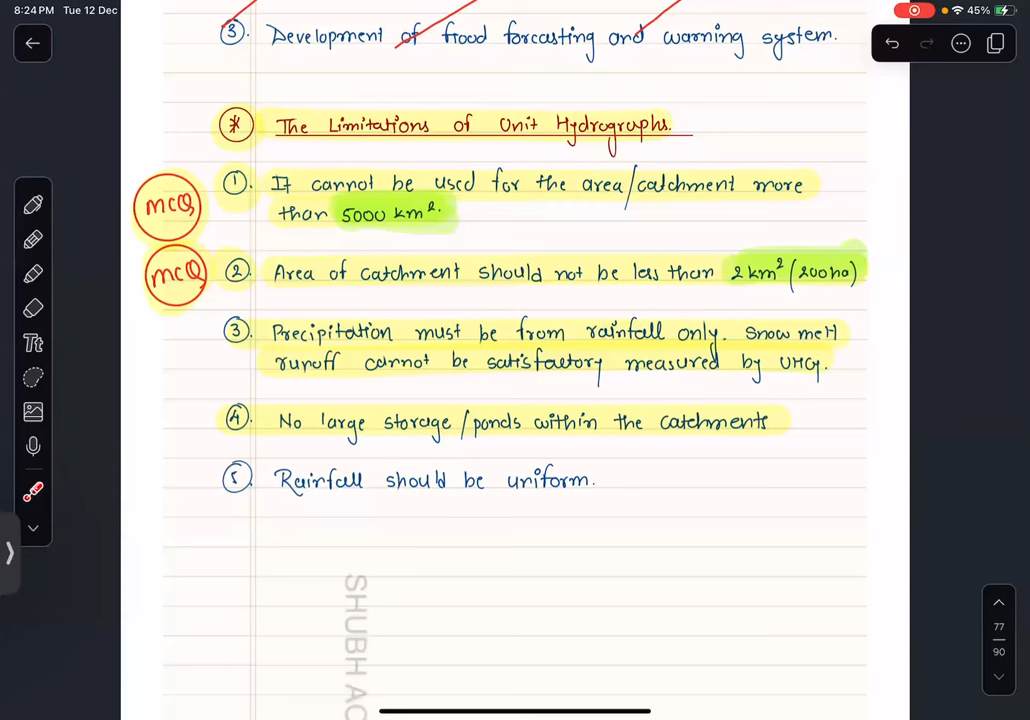 8:24 PM Tue 12 Dec
45%
③. Development of flood forcasting and warning system.
* The Limitations of Unit Hydrographs.
mcq
①. It cannot be used for the area/catchment more
than 5000 km².
mcq
②. Area of catchment should not be less than 2 km² (200ha)
③. Precipitation must be from rainfall only. Snow melt
runoff cannot be satisfactory measured by UHG.
④. No large storage/ponds within the catchments
⑤. Rainfall should be uniform.
Tt
77
90
SHUBH AC